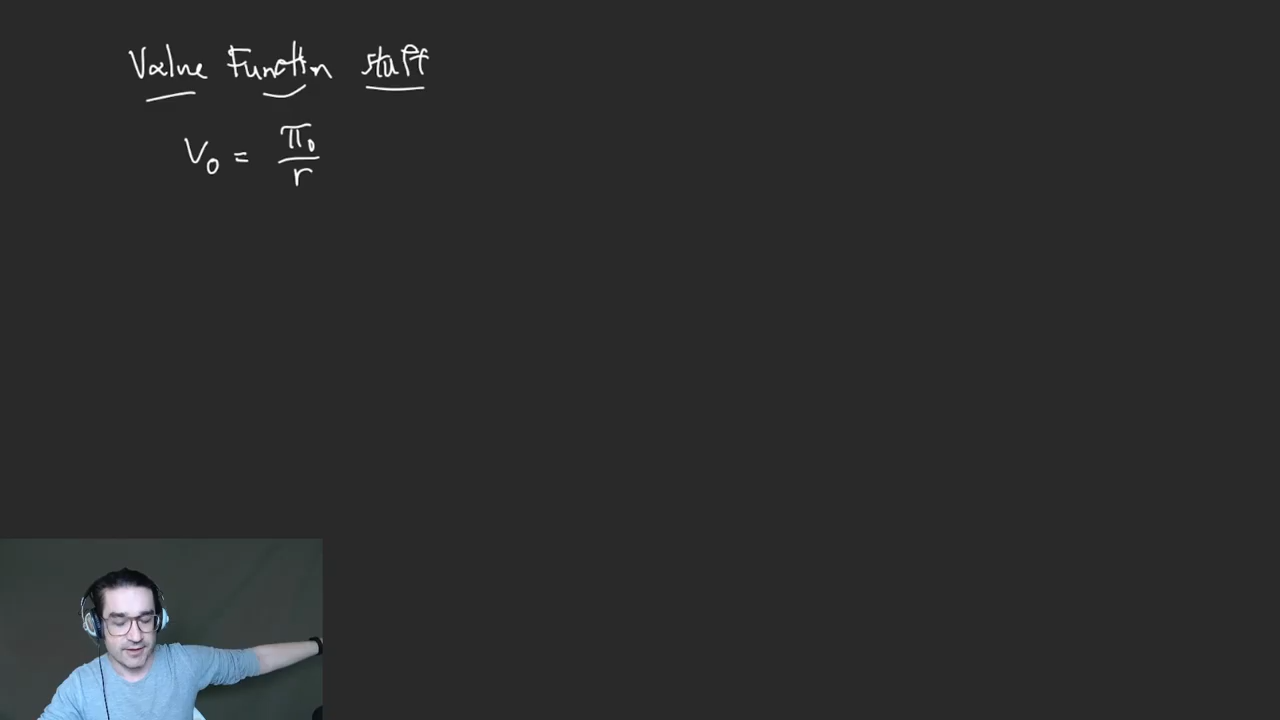 Value Function stuff
V₀ = π₀ / r